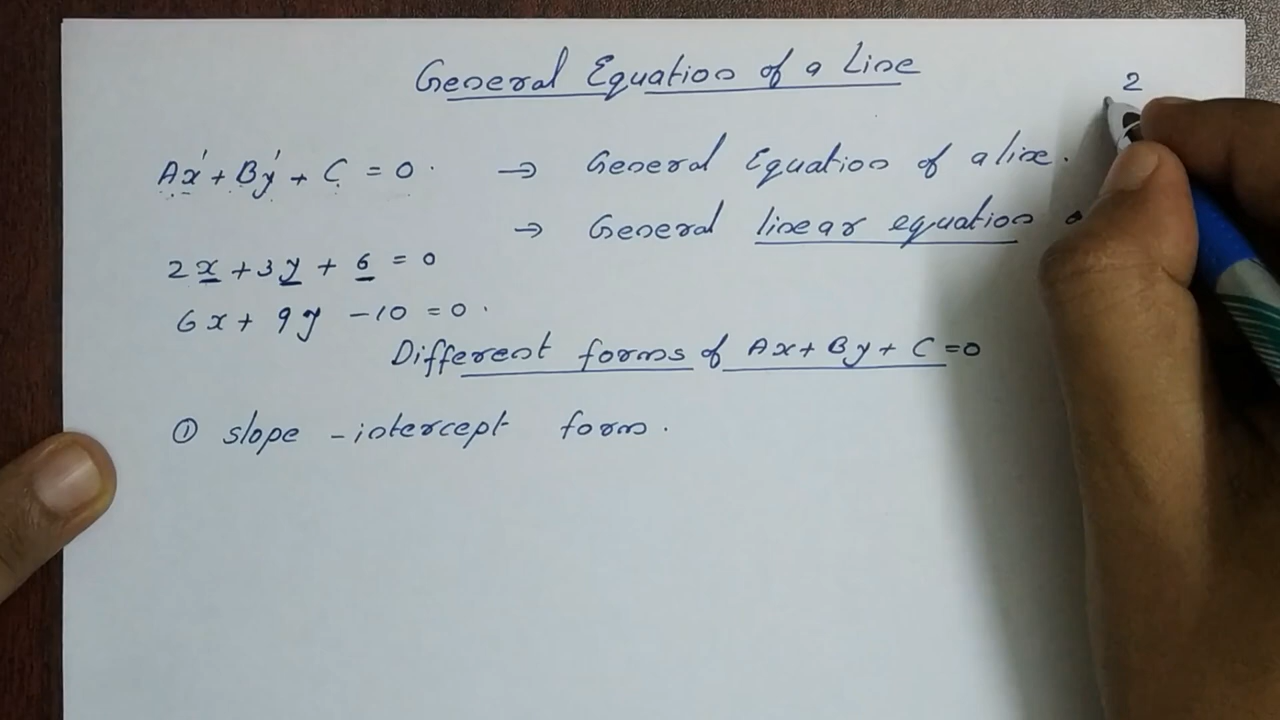 General Equation of a Line
2
Ax' + By' + C = 0. → General Equation of a line.
→ General linear equation
2x + 3y + 6 = 0
6x + 9y - 10 = 0.
Different forms of Ax + By + C = 0
① slope - intercept form.